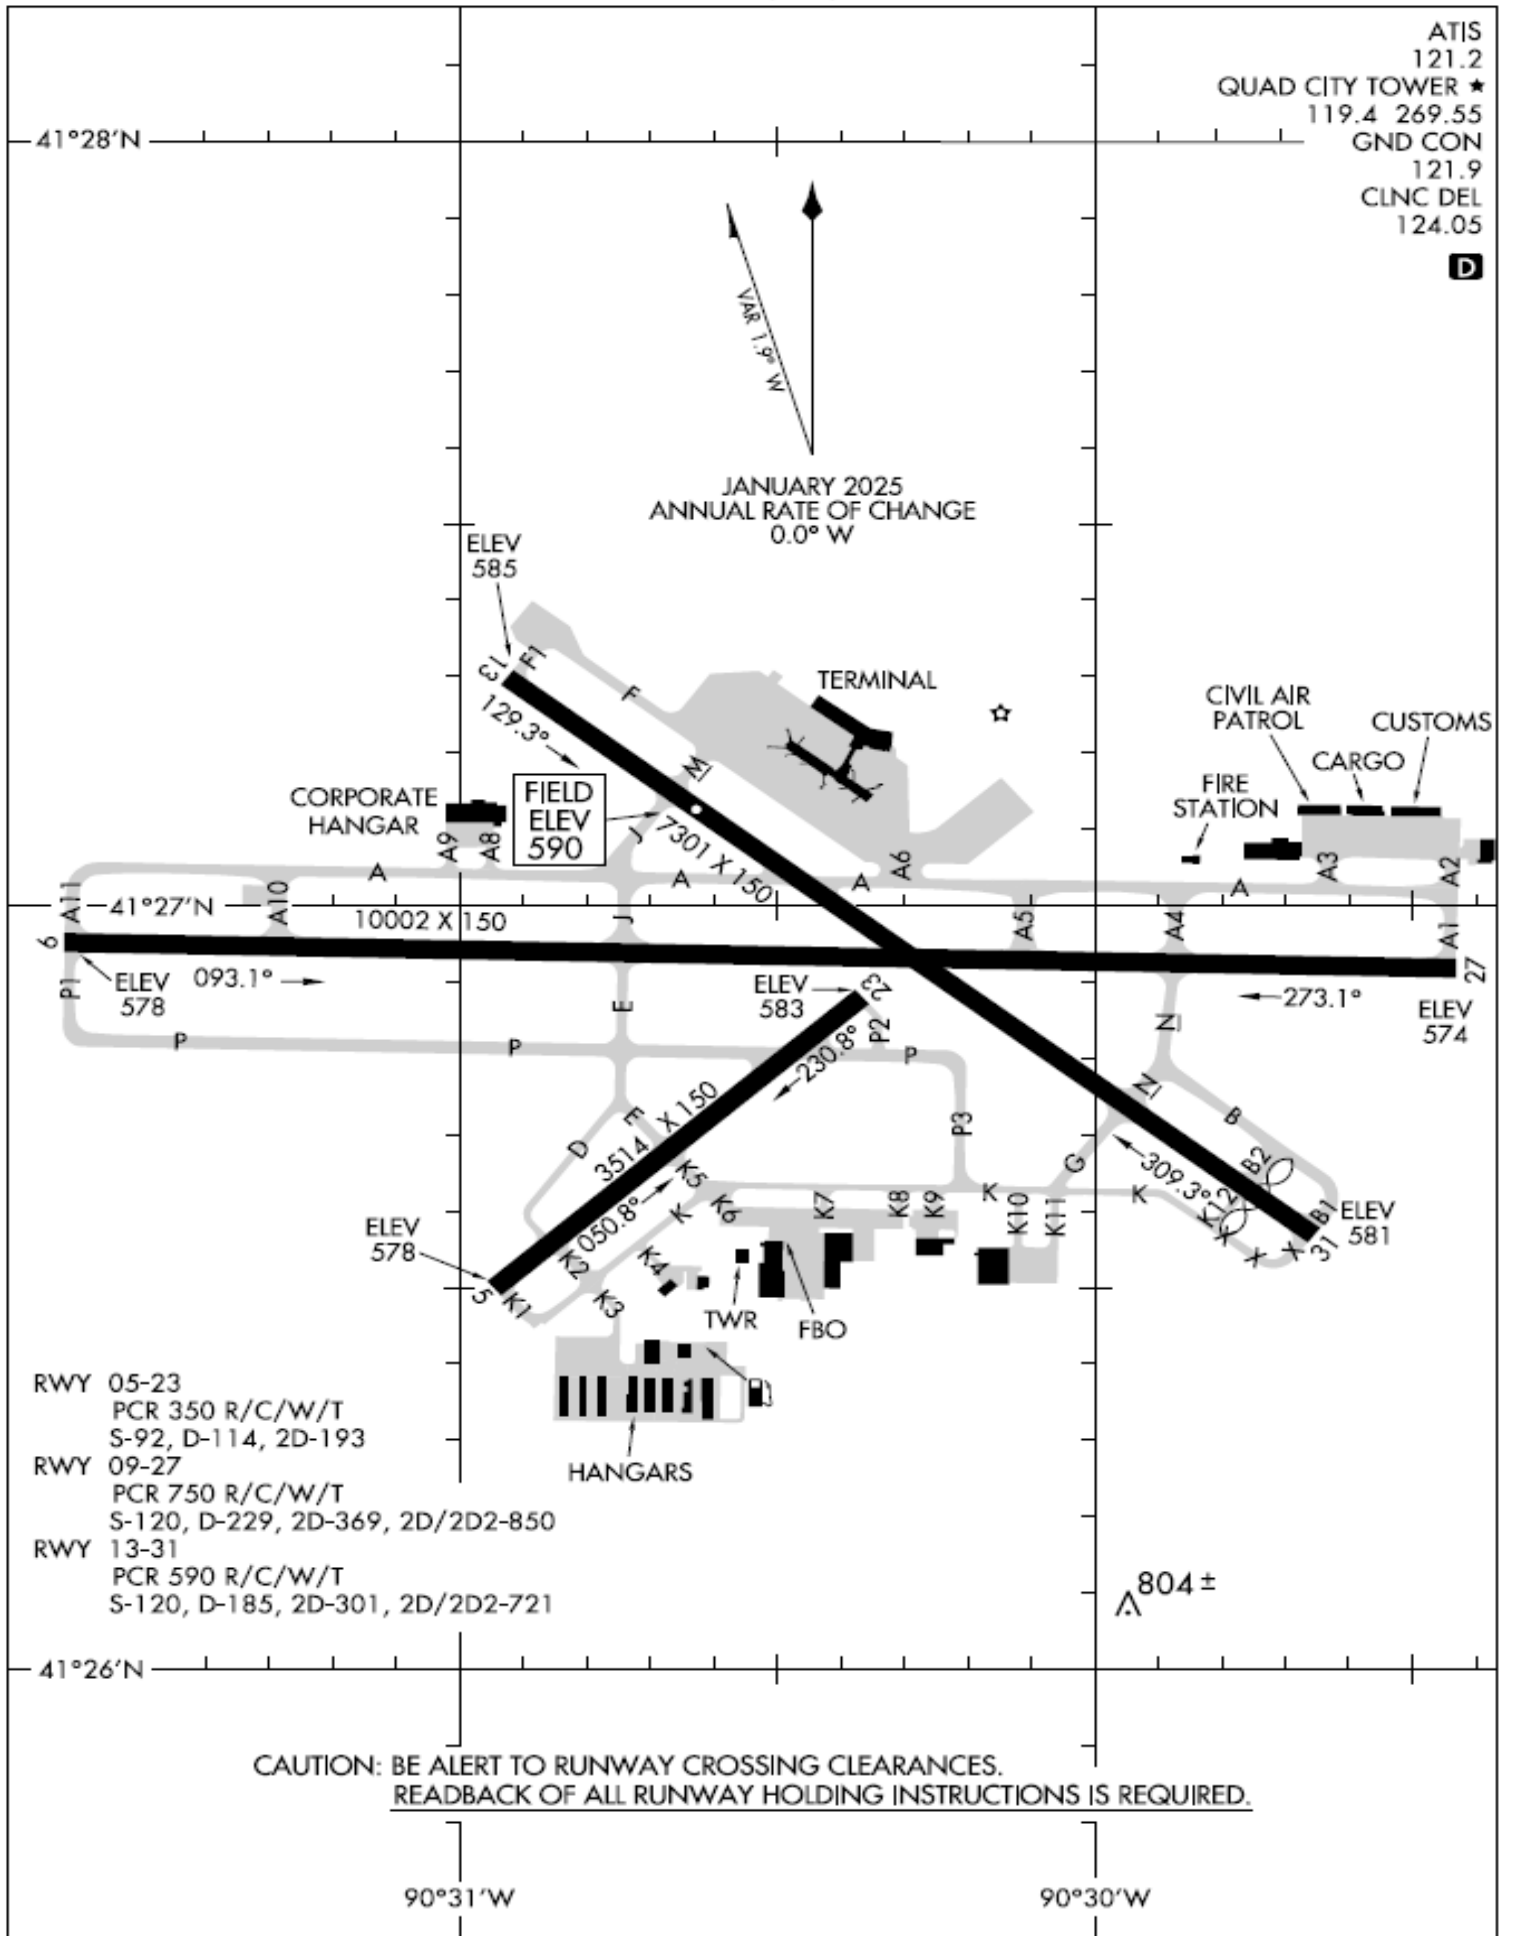 ATIS
121.2
QUAD CITY TOWER ★
119.4 269.55
GND CON
121.9
CLNC DEL
124.05
D
41°28'N
VAR 1.9° W
JANUARY 2025
ANNUAL RATE OF CHANGE
0.0° W
ELEV
585
13
F1
F
129.3°
M
TERMINAL
CIVIL AIR
PATROL
CUSTOMS
CARGO
FIRE
STATION
CORPORATE
HANGAR
FIELD
ELEV
590
J
7301 X 150
A9
A8
A6
A3
A2
A
A
A
A
A11
41°27'N
A10
10002 X 150
J
A5
A4
A1
9
27
P1
ELEV
578
093.1°
E
ELEV
583
23
273.1°
ELEV
574
P
P
P2
P
230.8°
N
N
B
D
E
3514 X 150
P3
G
309.3°
B2
K5
050.8°
K
K6
K7
K8
K9
K
K10
K11
K
K12
X
X
X
X
B1
31
ELEV
581
ELEV
578
5
K1
K2
K3
K4
TWR
FBO
HANGARS
RWY 05-23
PCR 350 R/C/W/T
S-92, D-114, 2D-193
RWY 09-27
PCR 750 R/C/W/T
S-120, D-229, 2D-369, 2D/2D2-850
RWY 13-31
PCR 590 R/C/W/T
S-120, D-185, 2D-301, 2D/2D2-721
804 ±
41°26'N
CAUTION: BE ALERT TO RUNWAY CROSSING CLEARANCES.
READBACK OF ALL RUNWAY HOLDING INSTRUCTIONS IS REQUIRED.
90°31'W
90°30'W